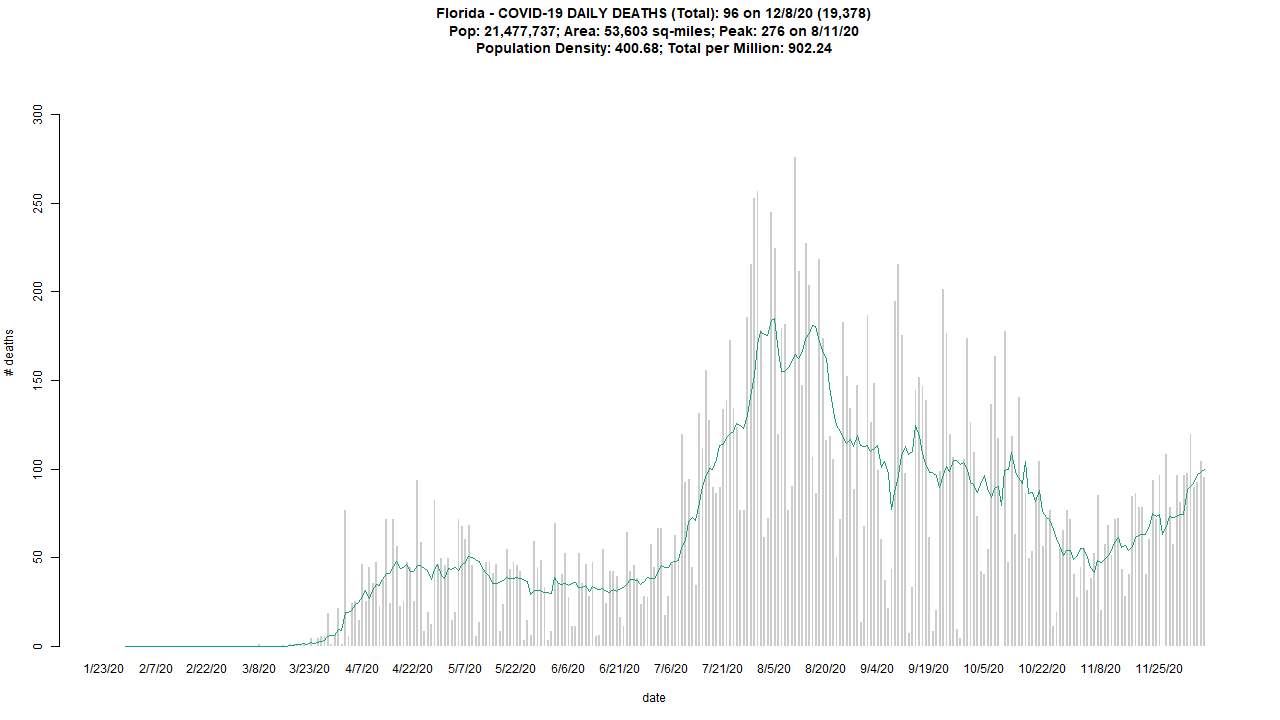 Florida - COVID-19 DAILY DEATHS (Total): 96 on 12/8/20 (19,378)
Pop: 21,477,737; Area: 53,603 sq-miles; Peak: 276 on 8/11/20
Population Density: 400.68; Total per Million: 902.24
300
250
200
150
100
50
0
# deaths
1/23/20 2/7/20 2/22/20 3/8/20 3/23/20 4/7/20 4/22/20 5/7/20 5/22/20 6/6/20 6/21/20 7/6/20 7/21/20 8/5/20 8/20/20 9/4/20 9/19/20 10/5/20 10/22/20 11/8/20 11/25/20
date